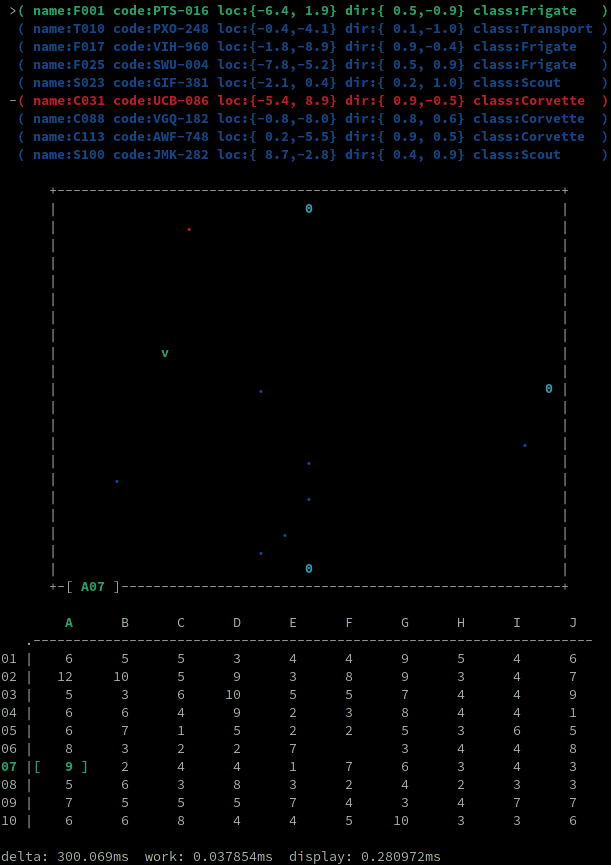 >( name:F001 code:PTS-016 loc:{-6.4, 1.9} dir:{ 0.5,-0.9} class:Frigate   )
 ( name:T010 code:PXO-248 loc:{-0.4,-4.1} dir:{ 0.1,-1.0} class:Transport )
 ( name:F017 code:VIH-960 loc:{-1.8,-8.9} dir:{ 0.9,-0.4} class:Frigate   )
 ( name:F025 code:SWU-004 loc:{-7.8,-5.2} dir:{ 0.5, 0.9} class:Frigate   )
 ( name:S023 code:GIF-381 loc:{-2.1, 0.4} dir:{ 0.2, 1.0} class:Scout     )
-( name:C031 code:UCB-086 loc:{-5.4, 8.9} dir:{ 0.9,-0.5} class:Corvette  )
 ( name:C088 code:VGQ-182 loc:{-0.8,-8.0} dir:{ 0.8, 0.6} class:Corvette  )
 ( name:C113 code:AWF-748 loc:{ 0.2,-5.5} dir:{ 0.9, 0.5} class:Corvette  )
 ( name:S100 code:JMK-282 loc:{ 8.7,-2.8} dir:{ 0.4, 0.9} class:Scout     )
0
v
0
0
[ A07 ]
A B C D E F G H I J
01 | 6 5 5 3 4 4 9 5 4 6
02 | 12 10 5 9 3 8 9 3 4 7
03 | 5 3 6 10 5 5 7 4 4 9
04 | 6 6 4 9 2 3 8 4 4 1
05 | 6 7 1 5 2 2 5 3 6 5
06 | 8 3 2 2 7   3 4 4 8
07 |[ 9 ] 2 4 4 1 7 6 3 4 3
08 | 5 6 3 8 3 2 4 2 3 3
09 | 7 5 5 5 7 4 3 4 7 7
10 | 6 6 8 4 4 5 10 3 3 6
delta: 300.069ms  work: 0.037854ms  display: 0.280972ms